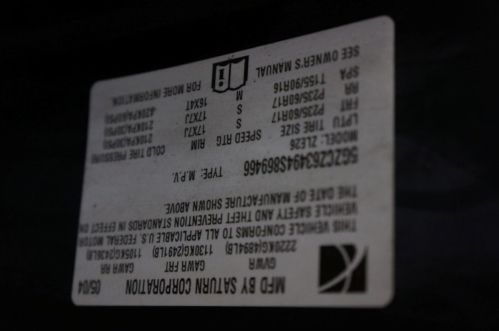 MFD BY SATURN CORPORATION 05/04
GVWR GAWR FRT GAWR RR
2220KG(4894LB) 1130KG(2491LB) 1105KG(2436LB)
THIS VEHICLE CONFORMS TO ALL APPLICABLE U.S. FEDERAL MOTOR
VEHICLE SAFETY AND THEFT PREVENTION STANDARDS IN EFFECT ON
THE DATE OF MANUFACTURE SHOWN ABOVE.
5GZCZ63494S869466 TYPE: M.P.V.
MODEL: ZLE26
LPTU TIRE SIZE SPEED RTG RIM COLD TIRE PRESSURE
FRT P235/60R17 S 17X7J 210KPA(30PSI)
RR P235/60R17 S 17X7J 210KPA(30PSI)
SPA T155/90R16 M 16X4T 420KPA(60PSI)
SEE OWNER'S MANUAL FOR MORE INFORMATION.